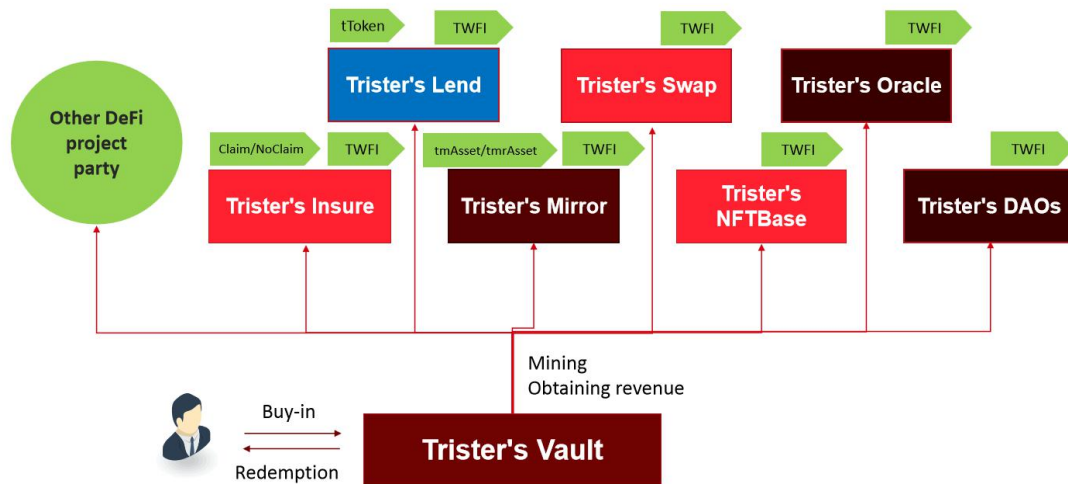 tToken
TWFI
TWFI
TWFI
Trister's Lend
Trister's Swap
Trister's Oracle
Other DeFi
project
party
Claim/NoClaim
TWFI
tmAsset/tmrAsset
TWFI
TWFI
TWFI
Trister's Insure
Trister's Mirror
Trister's
NFTBase
Trister's DAOs
Mining
Obtaining revenue
Buy-in
Redemption
Trister's Vault